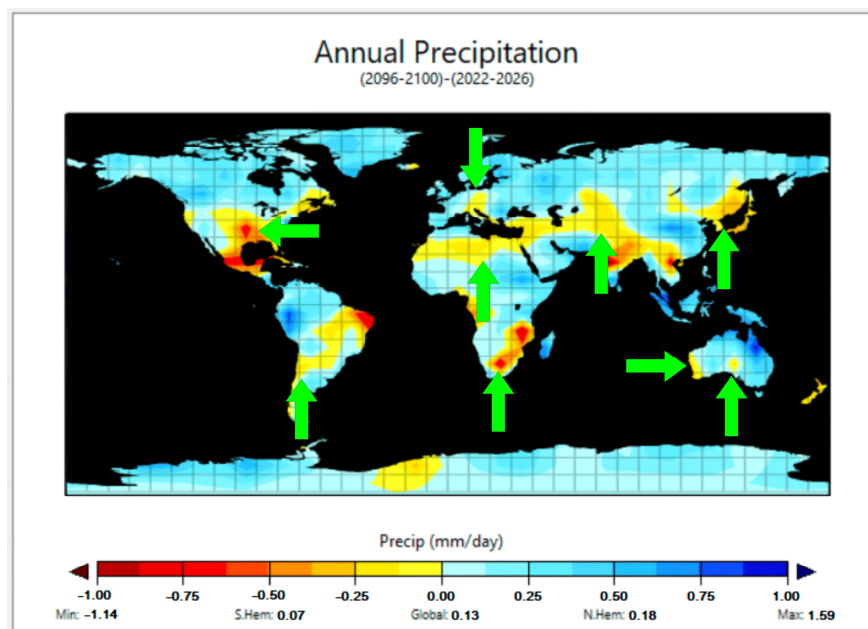 Annual Precipitation
(2096-2100)-(2022-2026)
Precip (mm/day)
-1.00 -0.75 -0.50 -0.25 0.00 0.25 0.50 0.75 1.00
Min: -1.14 S.Hem: 0.07 Global: 0.13 N.Hem: 0.18 Max: 1.59